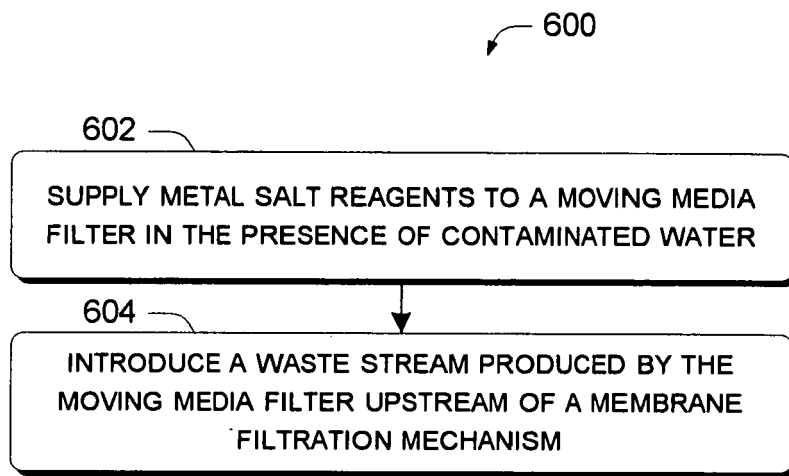 600
602
SUPPLY METAL SALT REAGENTS TO A MOVING MEDIA
FILTER IN THE PRESENCE OF CONTAMINATED WATER
604
INTRODUCE A WASTE STREAM PRODUCED BY THE
MOVING MEDIA FILTER UPSTREAM OF A MEMBRANE
FILTRATION MECHANISM